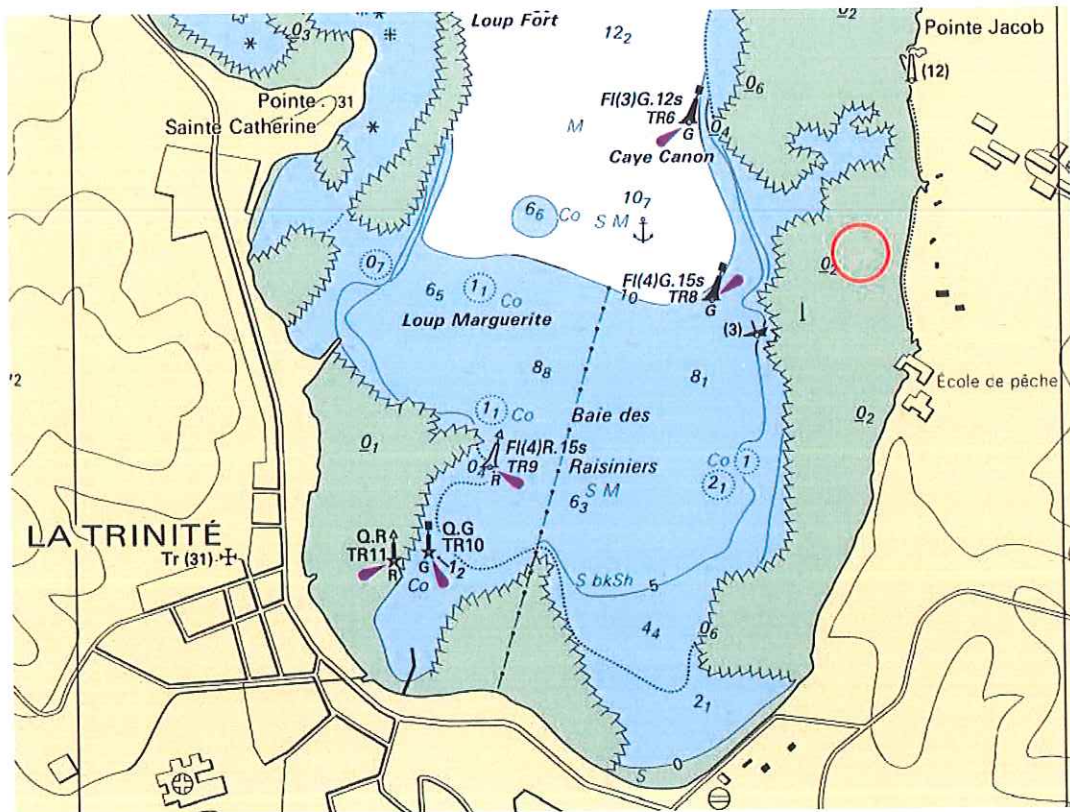 Loup Fort
0₃
12₂
0₂
Pointe Jacob
(12)
Pointe
31
Sainte Catherine
Fl(3)G.12s
TR6
G
0₆
0₄
M
Caye Canon
6₆ Co
10₇
S M
0₇
0₂
6₅
1₁ Co
Fl(4)G.15s
TR8
G
10
Loup Marguerite
(3)
8₈
8₁
École de pêche
1₁ Co
Baie des
0₂
0₁
Fl(4)R.15s
TR9
R
0₄
Raisiniers
Co 1
2₁
S M
6₃
LA TRINITÉ
Tr (31)
Q.R
TR11
R
Q.G
TR10
G
1₂
Co
S bkSh
5
4₄
0₆
2₁
S
0